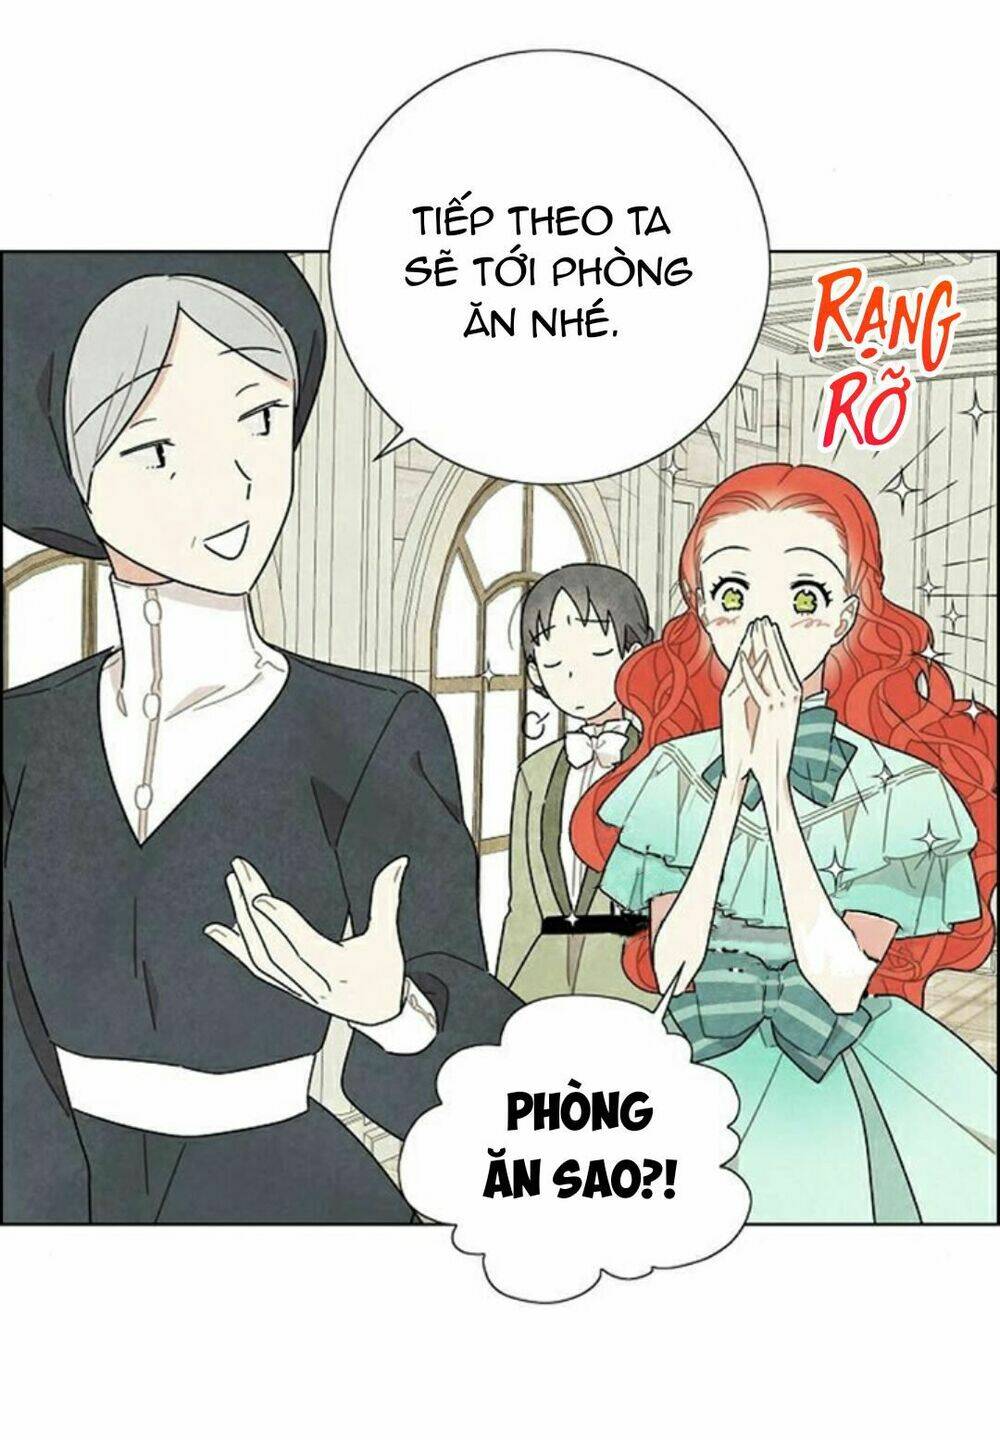 TIẾP THEO TA
SẼ TỚI PHÒNG
ĂN NHÉ.
RẠNG
RỠ
PHÒNG
ĂN SAO?!